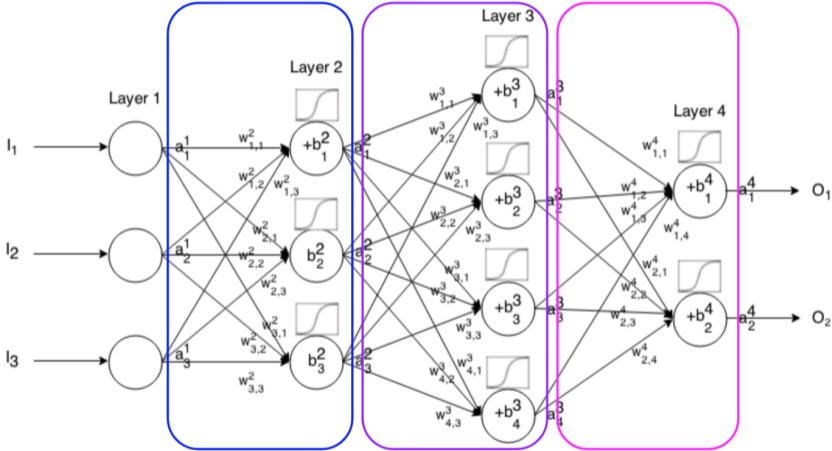 Layer 1
Layer 2
Layer 3
Layer 4
I₁
I₂
I₃
a¹₁
a¹₂
a¹₃
w²₁,₁
w²₁,₂
w²₁,₃
w²₂,₁
w²₂,₂
w²₂,₃
w²₃,₁
w²₃,₂
w²₃,₃
+b²₁
b²₂
b²₃
a²₁
a²₂
a²₃
w³₁,₁
w³₁,₂
w³₁,₃
w³₂,₁
w³₂,₂
w³₂,₃
w³₃,₁
w³₃,₂
w³₃,₃
w³₄,₁
w³₄,₂
w³₄,₃
+b³₁
+b³₂
+b³₃
+b³₄
a³₁
a³₂
a³₃
a³₄
w⁴₁,₁
w⁴₁,₂
w⁴₁,₃
w⁴₁,₄
w⁴₂,₁
w⁴₂,₂
w⁴₂,₃
w⁴₂,₄
+b⁴₁
+b⁴₂
a⁴₁
a⁴₂
O₁
O₂